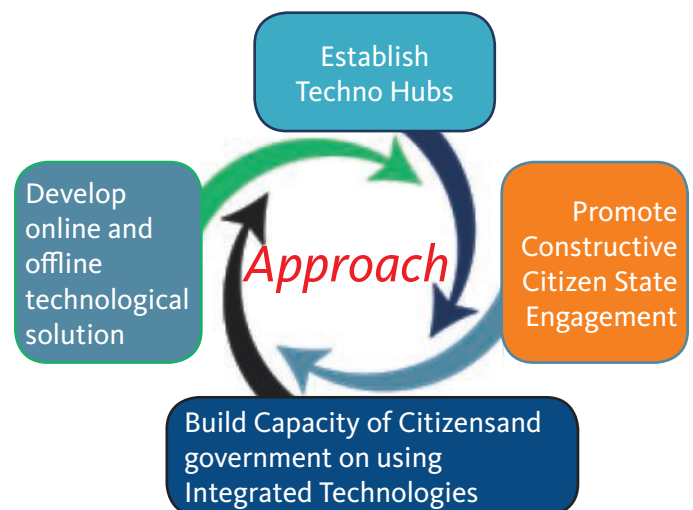 Establish
Techno Hubs
Develop
online and
offline
technological
solution
Approach
Promote
Constructive
Citizen State
Engagement
Build Capacity of Citizensand
government on using
Integrated Technologies